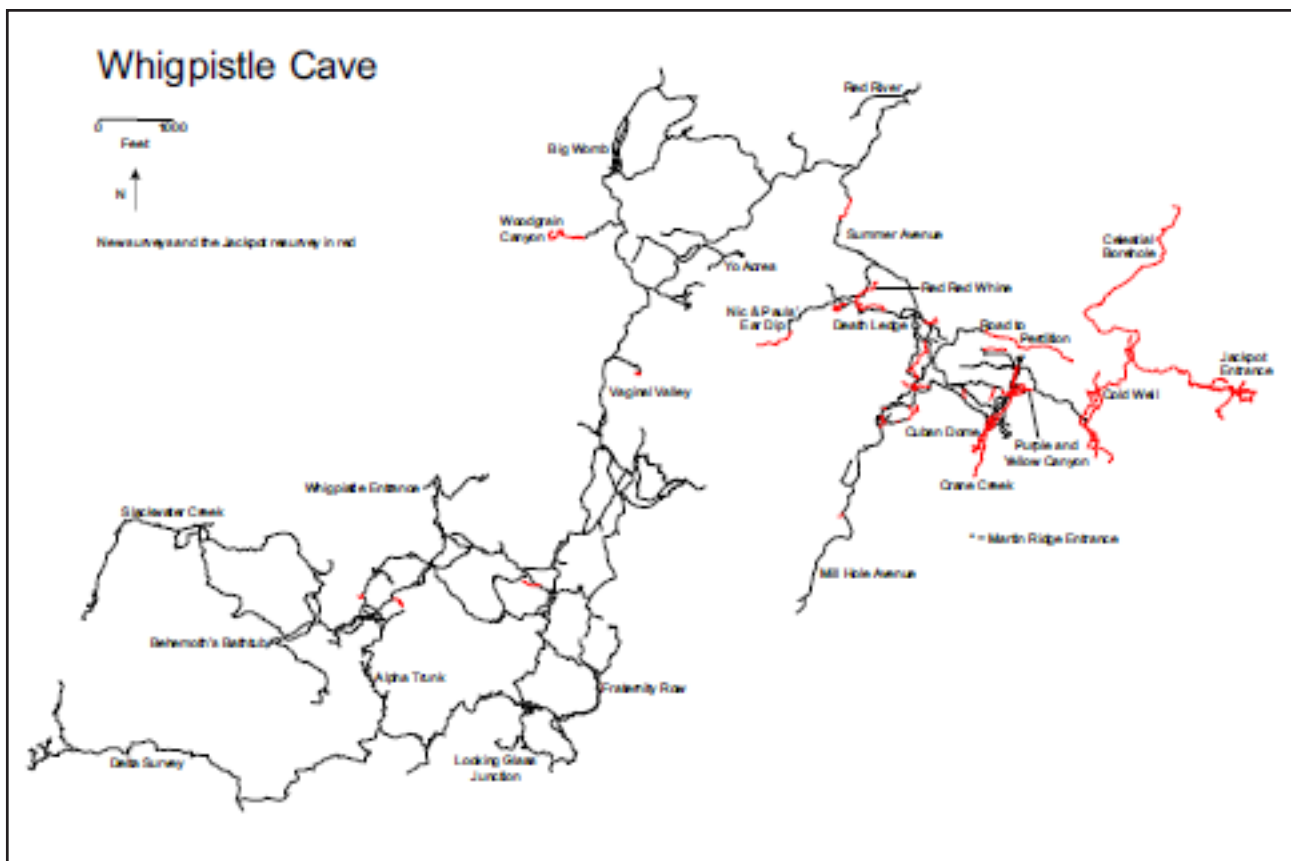 Whigpistle Cave
0 1000
Feet
N
New surveys and the Jackpot resurvey in red
Red River
Big Womb
Woodgrain
Canyon
Summer Avenue
Celestial
Borehole
Yo Acres
Red Red Whine
Nic & Paula'
Ear Dip
Death Ledge
Road to
Perdition
Jackpot
Entrance
Vaginal Valley
Cold Well
Cuban Dome
Purple and
Yellow Canyon
Crane Creek
Whigpistle Entrance
Slackwater Creek
* = Martin Ridge Entrance
Mill Hole Avenue
Behemoth's Bathtub
Alpha Trunk
Fraternity Row
Delta Survey
Looking Glass
Junction